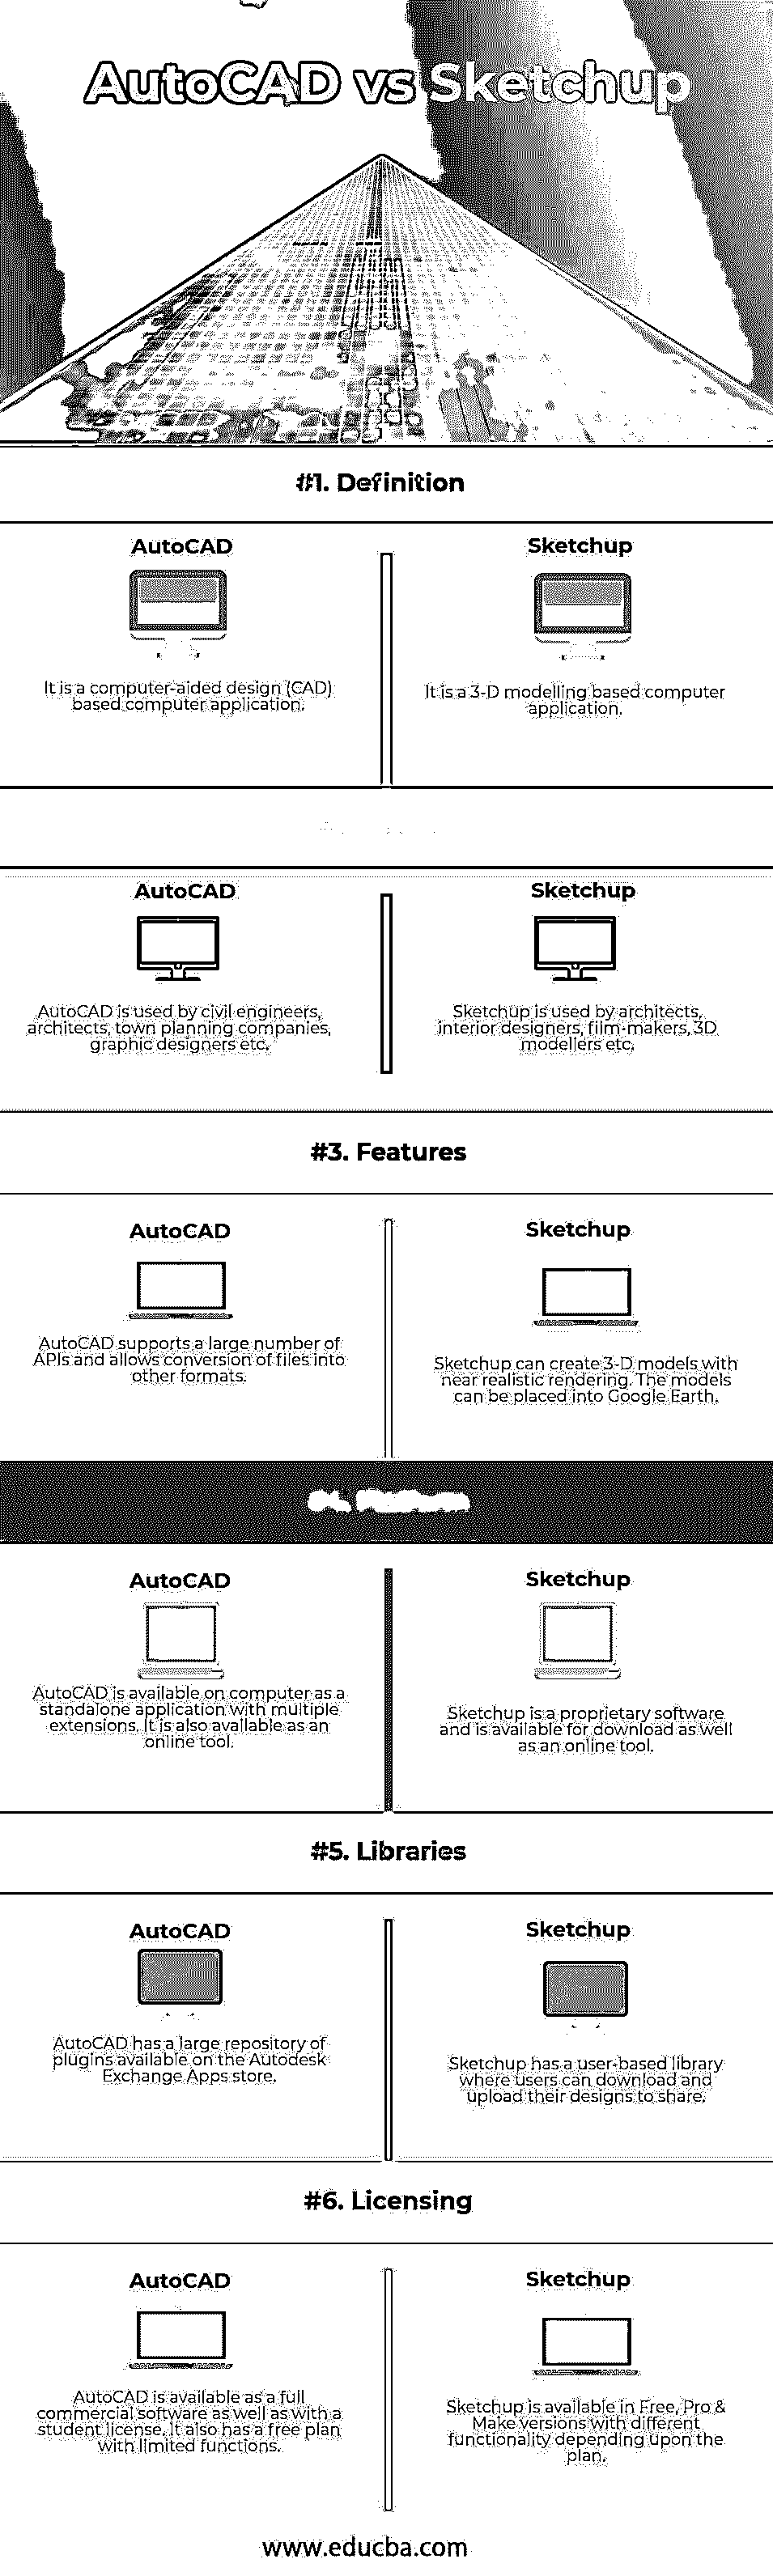 AutoCAD vs Sketchup
#1. Definition
AutoCAD
It is a computer-aided design (CAD)
based computer application.
Sketchup
It is a 3-D modelling based computer
application.
AutoCAD
AutoCAD is used by civil engineers,
architects, town planning companies,
graphic designers etc.
Sketchup
Sketchup is used by architects,
interior designers, film-makers, 3D
modellers etc.
#3. Features
AutoCAD
AutoCAD supports a large number of
APIs and allows conversion of files into
other formats.
Sketchup
Sketchup can create 3-D models with
near realistic rendering. The models
can be placed into Google Earth.
AutoCAD
AutoCAD is available on computer as a
standalone application with multiple
extensions. It is also available as an
online tool.
Sketchup
Sketchup is a proprietary software
and is available for download as well
as an online tool.
#5. Libraries
AutoCAD
AutoCAD has a large repository of
plugins available on the Autodesk
Exchange Apps store.
Sketchup
Sketchup has a user-based library
where users can download and
upload their designs to share.
#6. Licensing
AutoCAD
AutoCAD is available as a full
commercial software as well as with a
student license. It also has a free plan
with limited functions.
Sketchup
Sketchup is available in Free, Pro &
Make versions with different
functionality depending upon the
plan.
www.educba.com